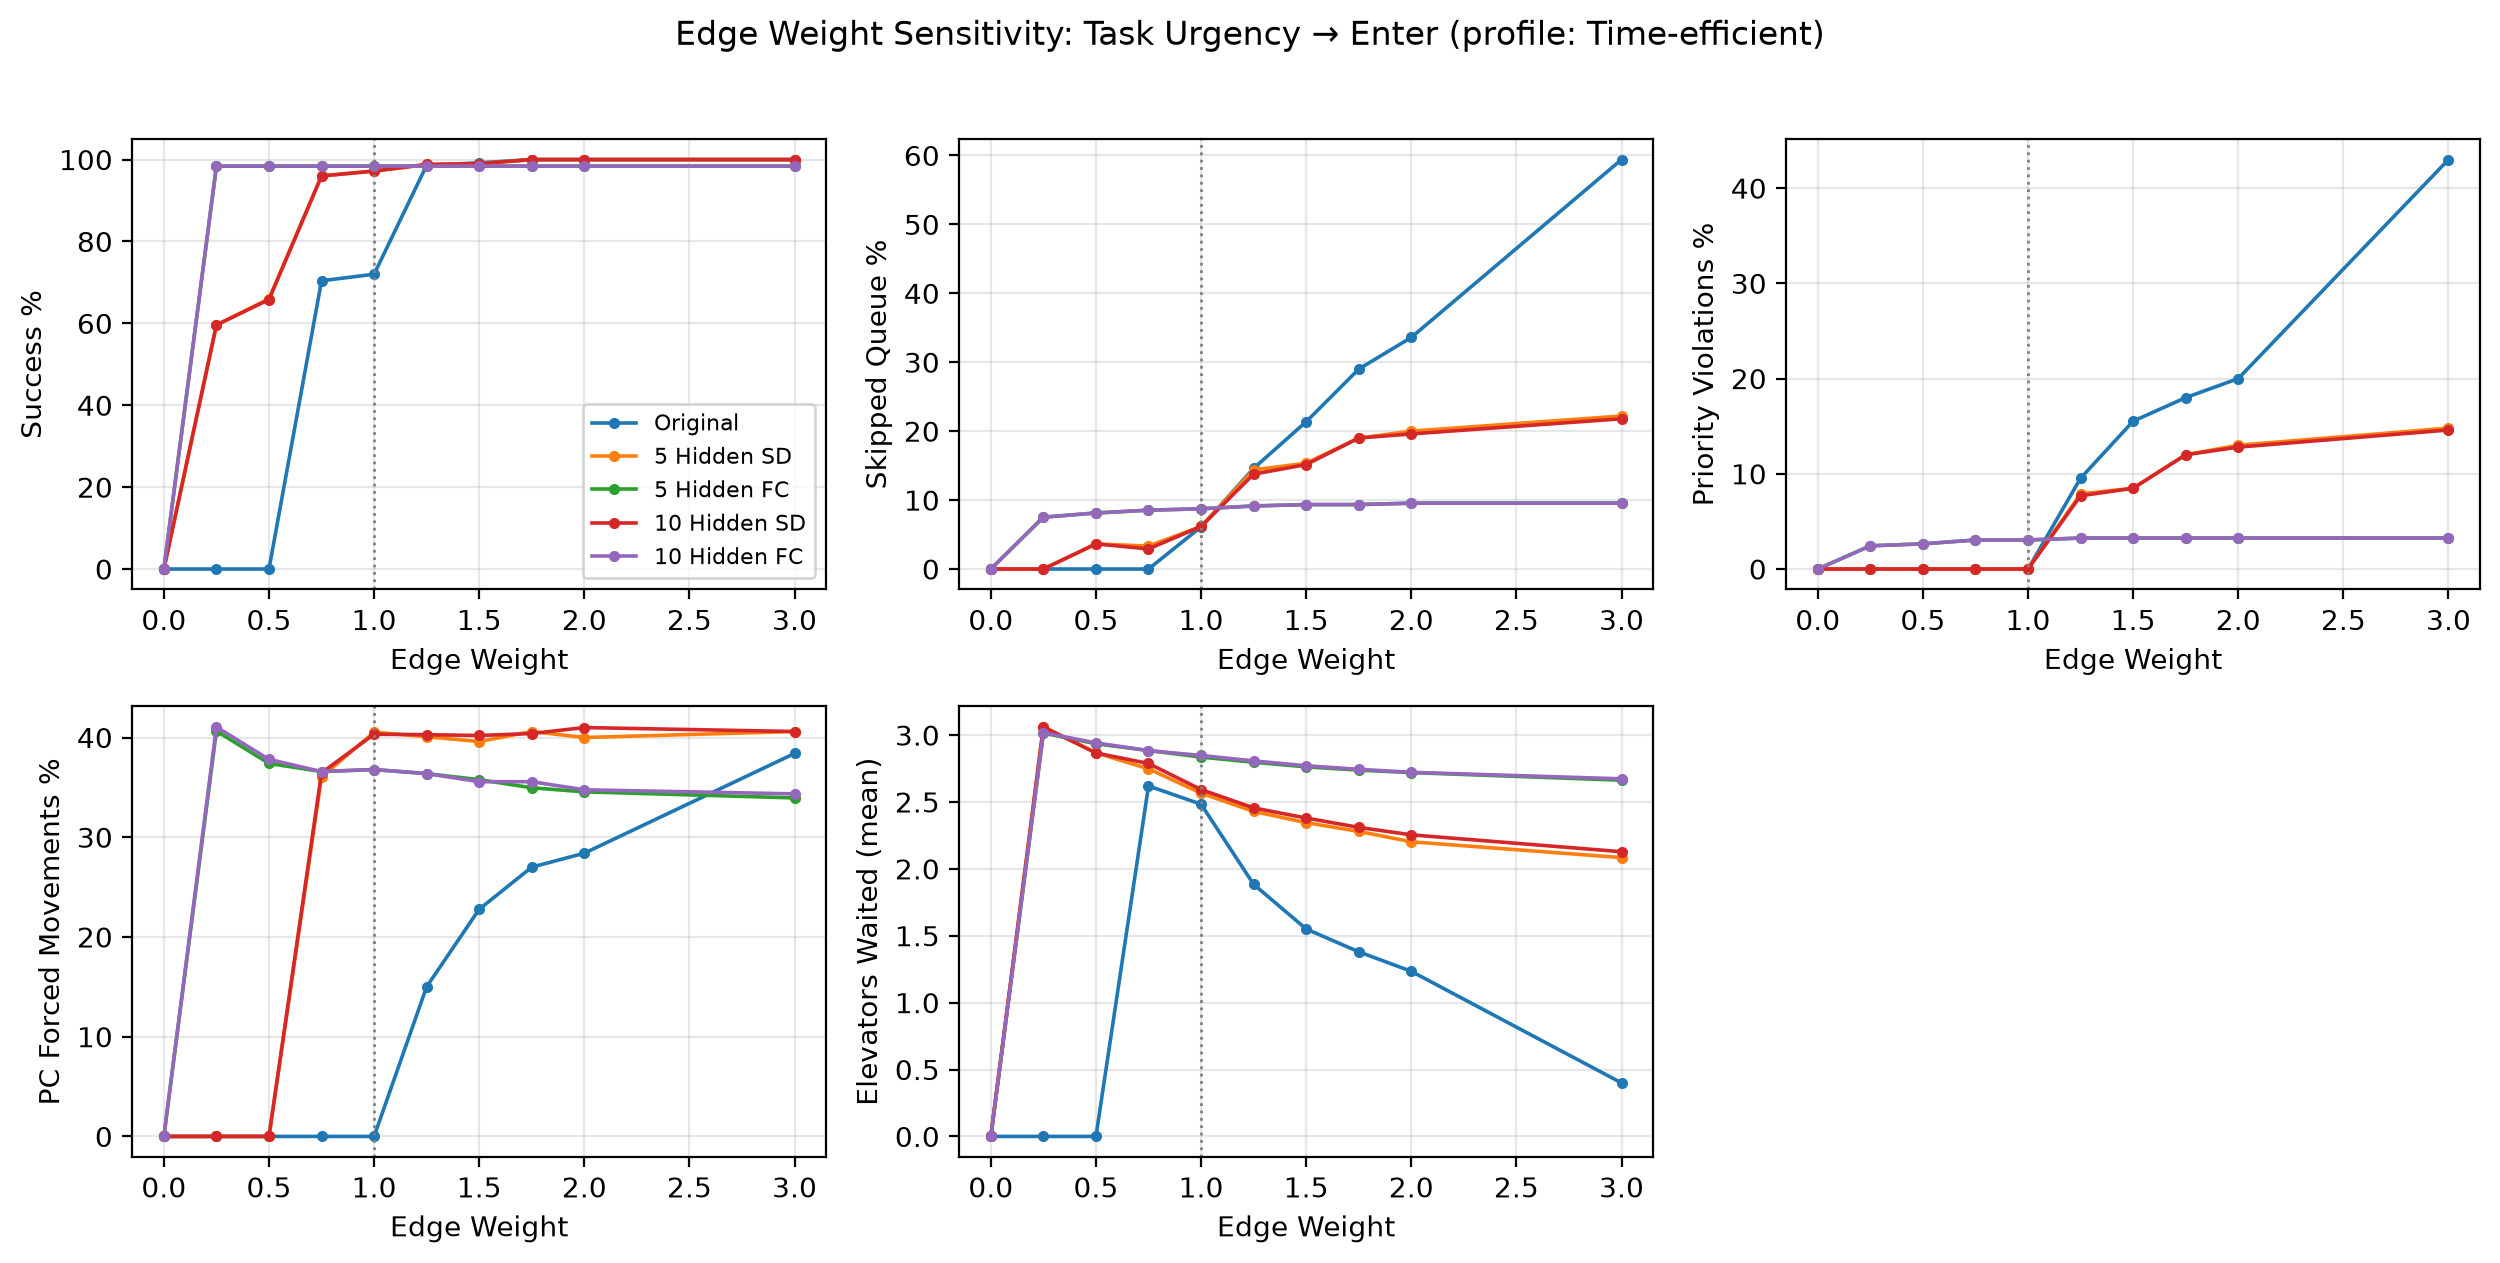 Edge Weight Sensitivity: Task Urgency → Enter (profile: Time-efficient)
Success %
100
80
60
40
20
0
0.0 0.5 1.0 1.5 2.0 2.5 3.0
Edge Weight
Original
5 Hidden SD
5 Hidden FC
10 Hidden SD
10 Hidden FC
Skipped Queue %
60
50
40
30
20
10
0
0.0 0.5 1.0 1.5 2.0 2.5 3.0
Edge Weight
Priority Violations %
40
30
20
10
0
0.0 0.5 1.0 1.5 2.0 2.5 3.0
Edge Weight
PC Forced Movements %
40
30
20
10
0
0.0 0.5 1.0 1.5 2.0 2.5 3.0
Edge Weight
Elevators Waited (mean)
3.0
2.5
2.0
1.5
1.0
0.5
0.0
0.0 0.5 1.0 1.5 2.0 2.5 3.0
Edge Weight